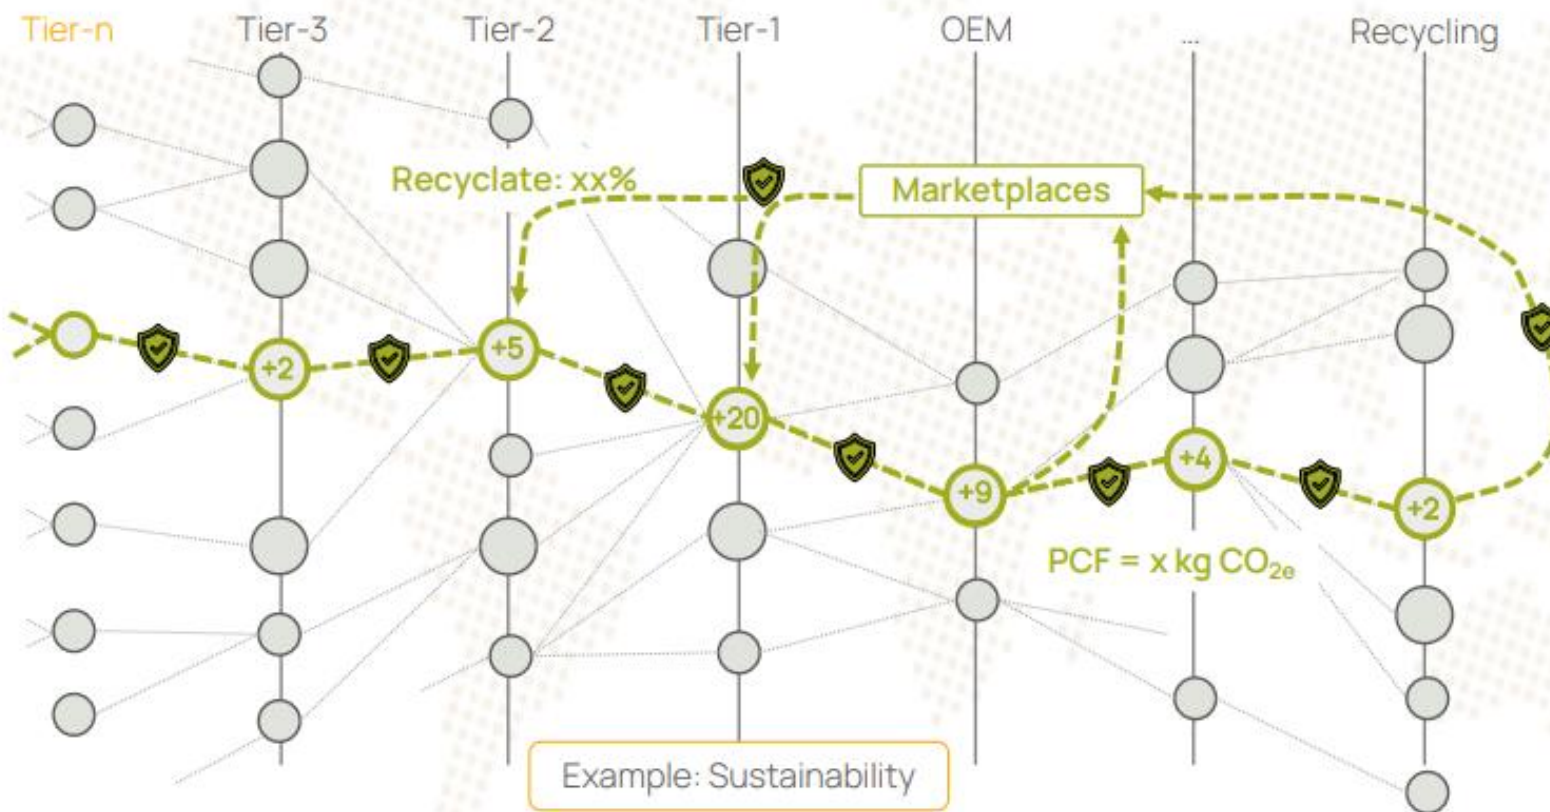 Tier-n Tier-3 Tier-2 Tier-1 OEM ... Recycling
Recyclate: xx%
Marketplaces
+2
+5
+20
+9
+4
+2
PCF = x kg CO₂e
Example: Sustainability